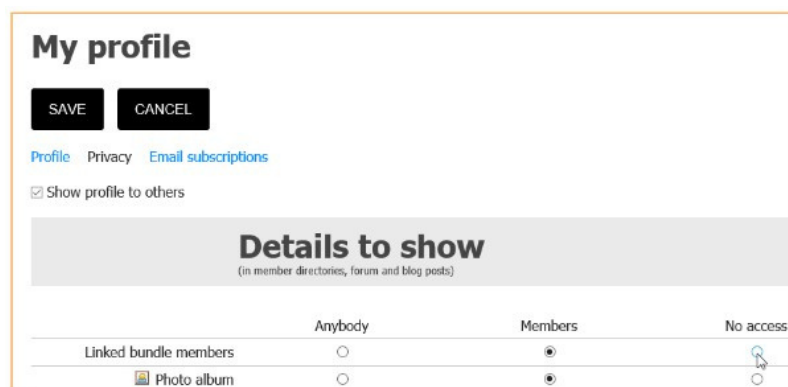 My profile
SAVE CANCEL
Profile Privacy Email subscriptions
Show profile to others
Details to show
(in member directories, forum and blog posts)
Anybody Members No access
Linked bundle members
Photo album